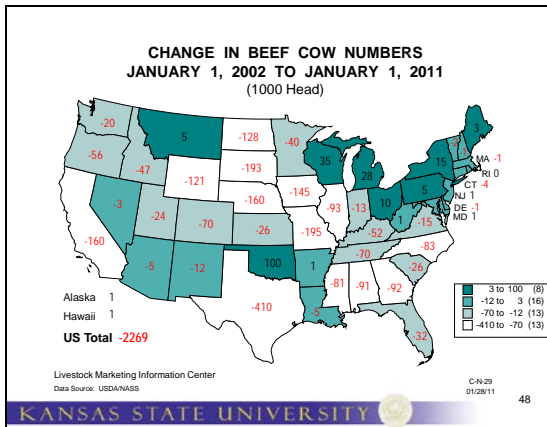 CHANGE IN BEEF COW NUMBERS
JANUARY 1, 2002 TO JANUARY 1, 2011
(1000 Head)
-20
5
-128
-40
3
-2
-56
-47
-193
35
28
15
1
MA -1
RI 0
CT -4
NJ 1
DE -1
MD 1
-121
-160
-145
-93
-13
10
5
-3
-24
-70
-26
-195
-52
1
-15
-160
-5
-12
100
1
-70
-83
-26
-410
-5
-81
-91
-92
-32
Alaska 1
Hawaii 1
US Total -2269
3 to 100 (8)
-12 to 3 (16)
-70 to -12 (13)
-410 to -70 (13)
Livestock Marketing Information Center
Data Source: USDA/NASS
C-N-29
01/28/11
48
KANSAS STATE UNIVERSITY